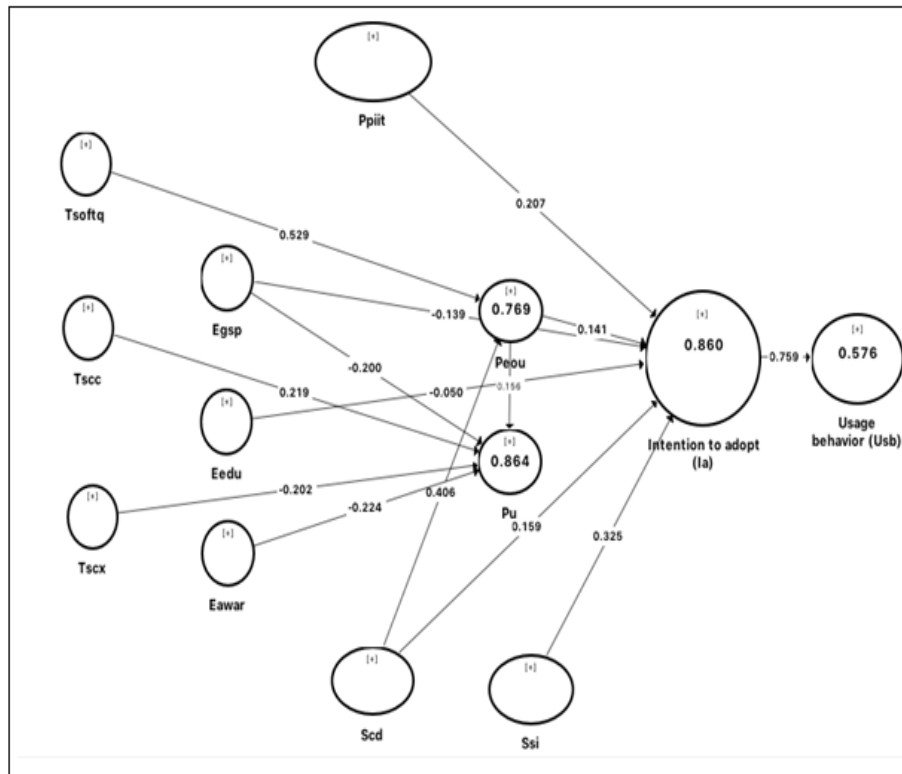 [+]
Ppiit
[+]
Tsoftq
0.207
0.529
[+]
Egsp
[+]
0.769
Peou
-0.139
0.141
[+]
Tscc
[+]
0.860
Intention to adopt
(Ia)
0.759
[+]
0.576
Usage
behavior (Usb)
-0.200
0.219
-0.050
0.156
[+]
Eedu
[+]
0.864
Pu
-0.202
0.406
-0.224
[+]
Tscx
0.159
0.325
[+]
Eawar
[+]
Scd
[+]
Ssi